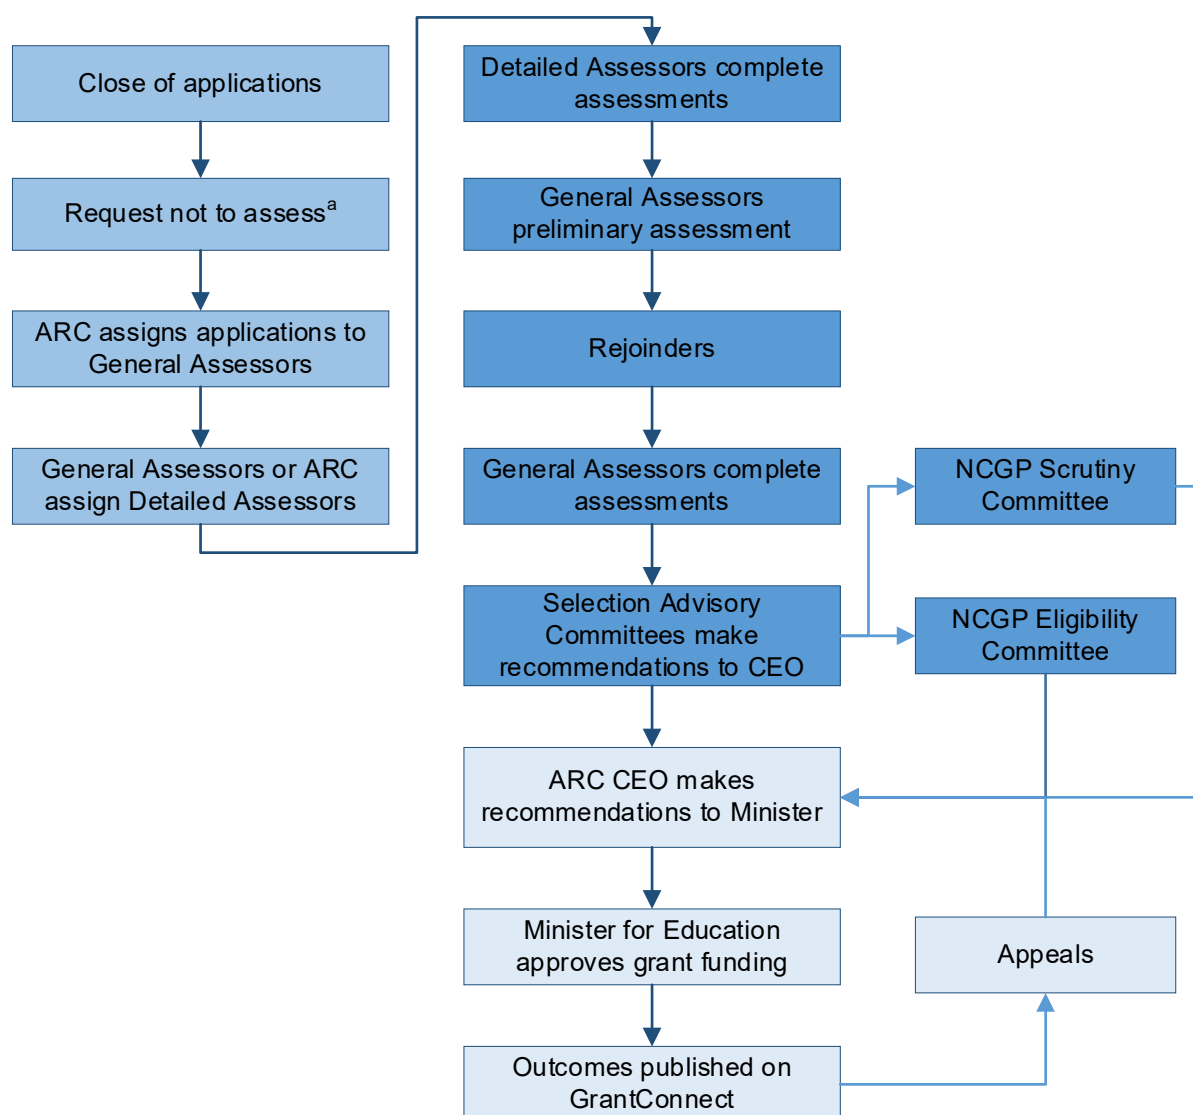 Close of applications
Request not to assessᵃ
ARC assigns applications to
General Assessors
General Assessors or ARC
assign Detailed Assessors
Detailed Assessors complete
assessments
General Assessors
preliminary assessment
Rejoinders
General Assessors complete
assessments
Selection Advisory
Committees make
recommendations to CEO
NCGP Scrutiny
Committee
NCGP Eligibility
Committee
ARC CEO makes
recommendations to Minister
Minister for Education
approves grant funding
Appeals
Outcomes published on
GrantConnect